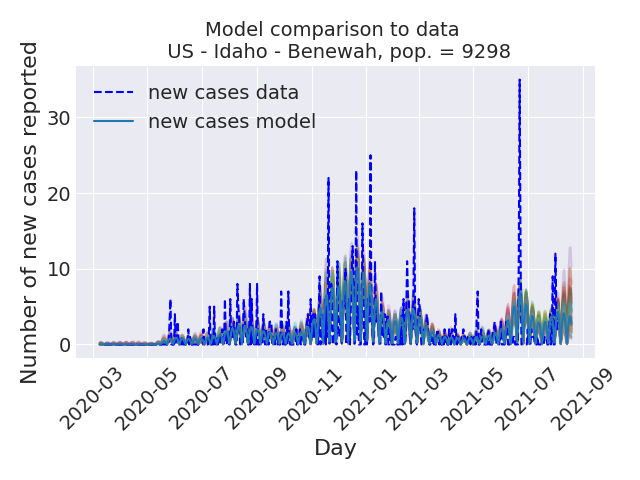 Model comparison to data
US - Idaho - Benewah, pop. = 9298
Number of new cases reported
new cases data
new cases model
30
20
10
0
2020-03
2020-05
2020-07
2020-09
2020-11
2021-01
2021-03
2021-05
2021-07
2021-09
Day